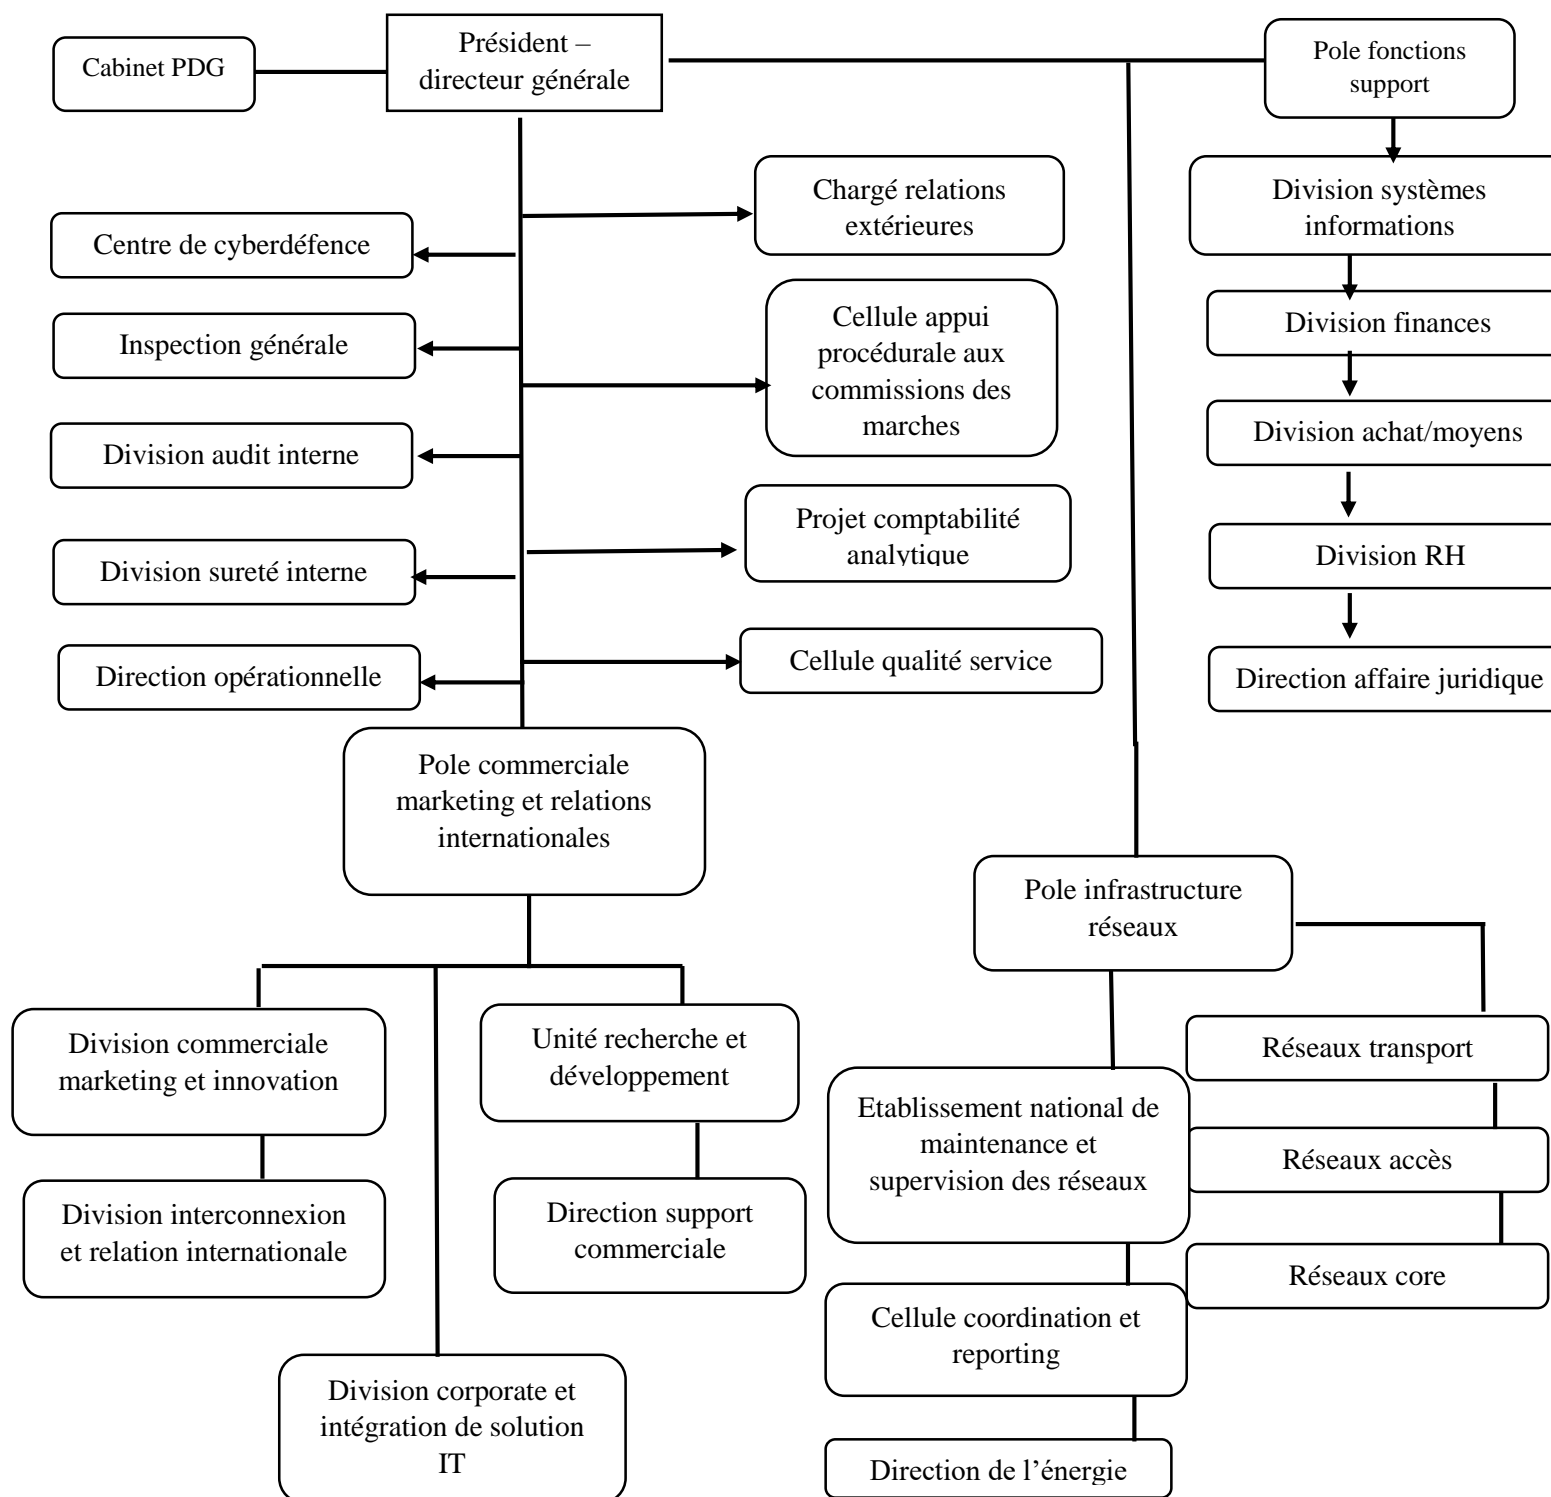 Cabinet PDG
Président –
directeur générale
Pole fonctions
support
Chargé relations
extérieures
Division systèmes
informations
Centre de cyberdéfence
Inspection générale
Cellule appui
procédurale aux
commissions des
marches
Division finances
Division audit interne
Division achat/moyens
Projet comptabilité
analytique
Division sureté interne
Division RH
Direction opérationnelle
Cellule qualité service
Direction affaire juridique
Pole commerciale
marketing et relations
internationales
Pole infrastructure
réseaux
Division commerciale
marketing et innovation
Unité recherche et
développement
Réseaux transport
Etablissement national de
maintenance et
supervision des réseaux
Réseaux accès
Division interconnexion
et relation internationale
Direction support
commerciale
Réseaux core
Cellule coordination et
reporting
Division corporate et
intégration de solution
IT
Direction de l’énergie